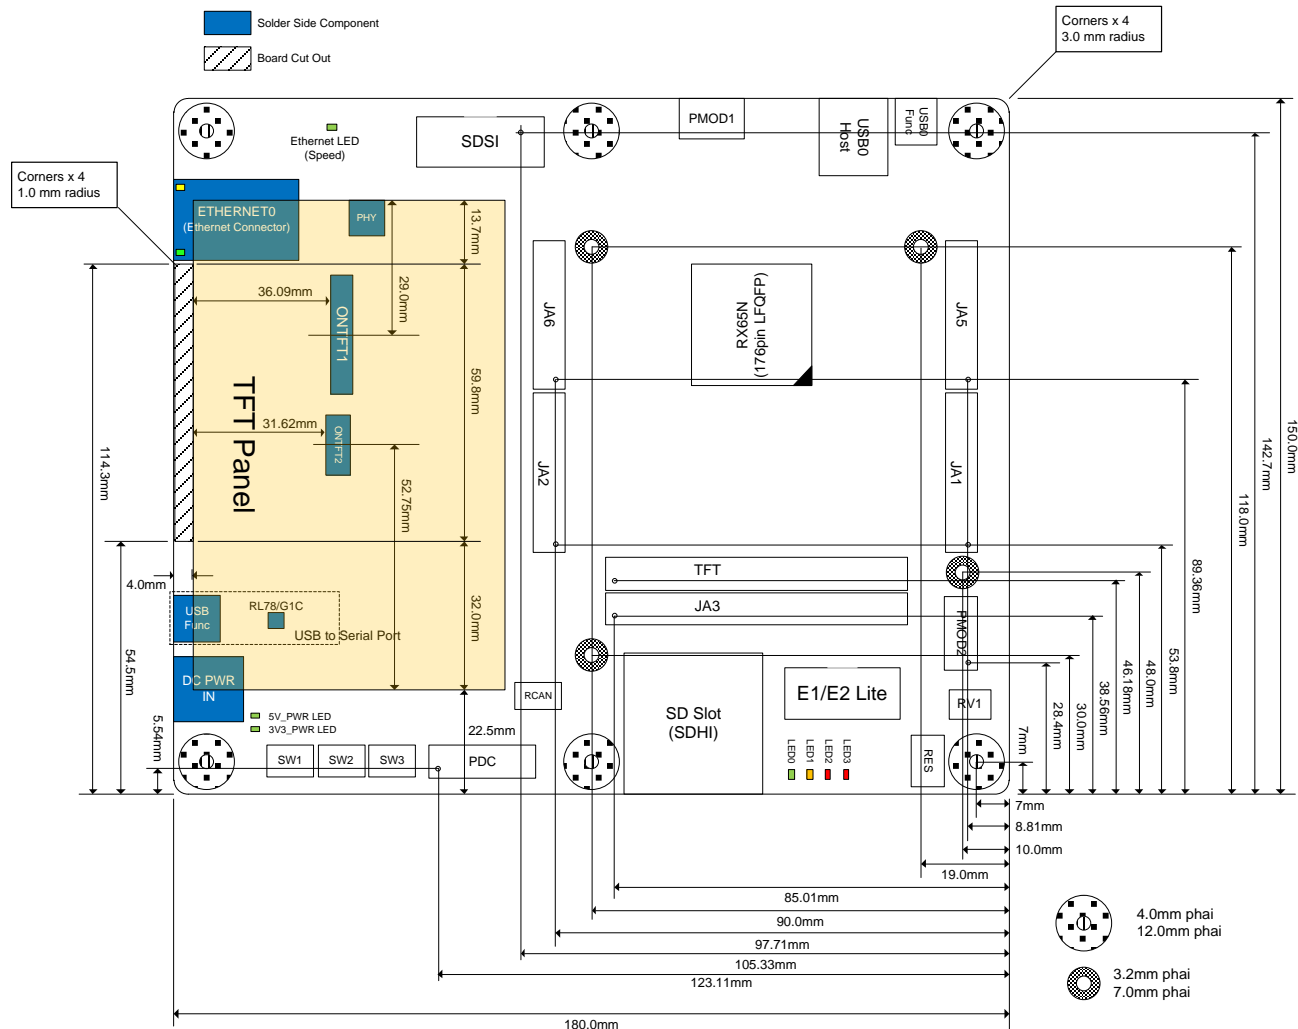 Solder Side Component
Board Cut Out
Corners x 4
3.0 mm radius
Corners x 4
1.0 mm radius
Ethernet LED
(Speed)
SDSI
PMOD1
USB0
Host
USB0
Func
ETHERNET0
(Ethernet Connector)
PHY
13.7mm
29.0mm
36.09mm
ONTFT1
59.8mm
TFT Panel
31.62mm
ONTFT2
52.75mm
114.3mm
JA6
JA2
RX65N
(176pin LFQFP)
JA5
JA1
4.0mm
USB
Func
RL78/G1C
USB to Serial Port
32.0mm
54.5mm
DC PWR
IN
5.54mm
5V_PWR LED
3V3_PWR LED
22.5mm
SW1
SW2
SW3
PDC
RCAN
TFT
JA3
SD Slot
(SDHI)
E1/E2 Lite
LED0
LED1
LED2
LED3
PMOD2
RV1
RES
7mm
28.4mm
30.0mm
38.56mm
46.18mm
48.0mm
53.8mm
89.36mm
118.0mm
142.7mm
150.0mm
7mm
8.81mm
10.0mm
19.0mm
85.01mm
90.0mm
97.71mm
105.33mm
123.11mm
180.0mm
4.0mm phai
12.0mm phai
3.2mm phai
7.0mm phai